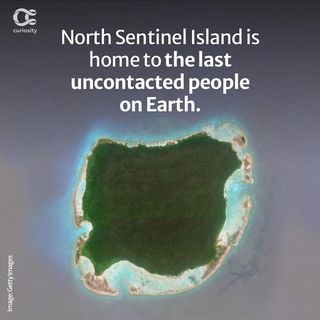 curiosity
North Sentinel Island is
home to the last
uncontacted people
on Earth.
Image: Getty Images